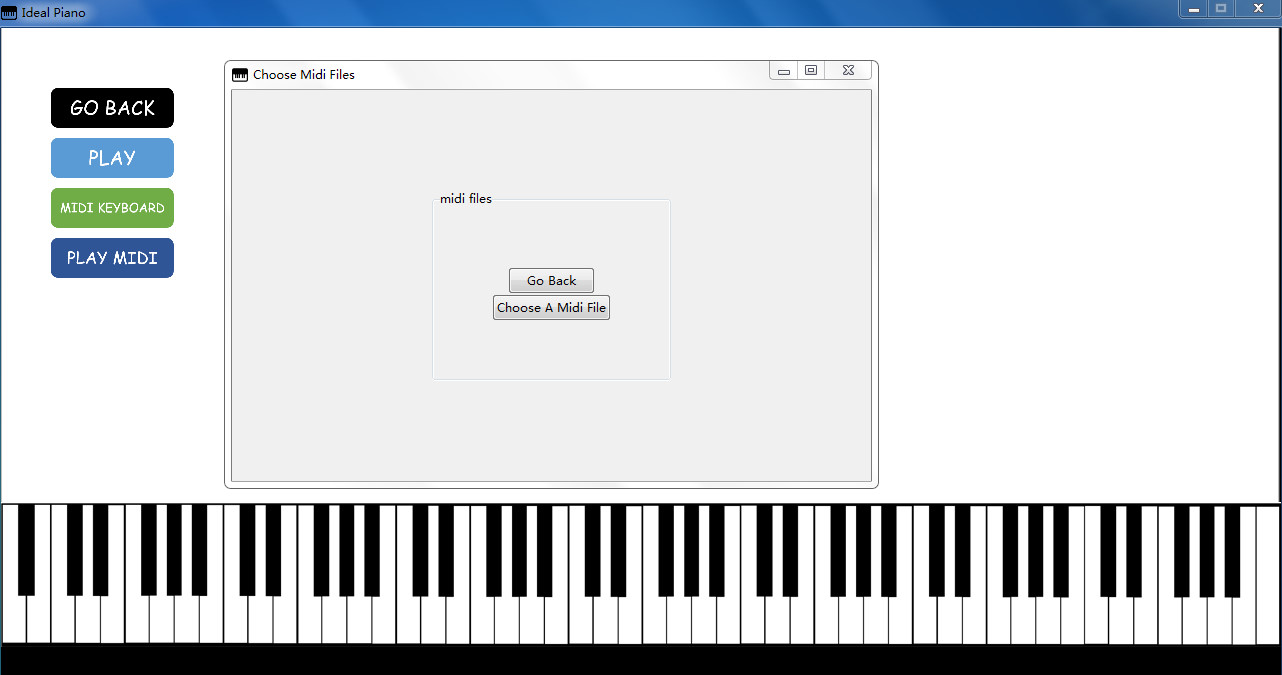 Ideal Piano
Choose Midi Files
GO BACK
PLAY
MIDI KEYBOARD
PLAY MIDI
midi files
Go Back
Choose A Midi File